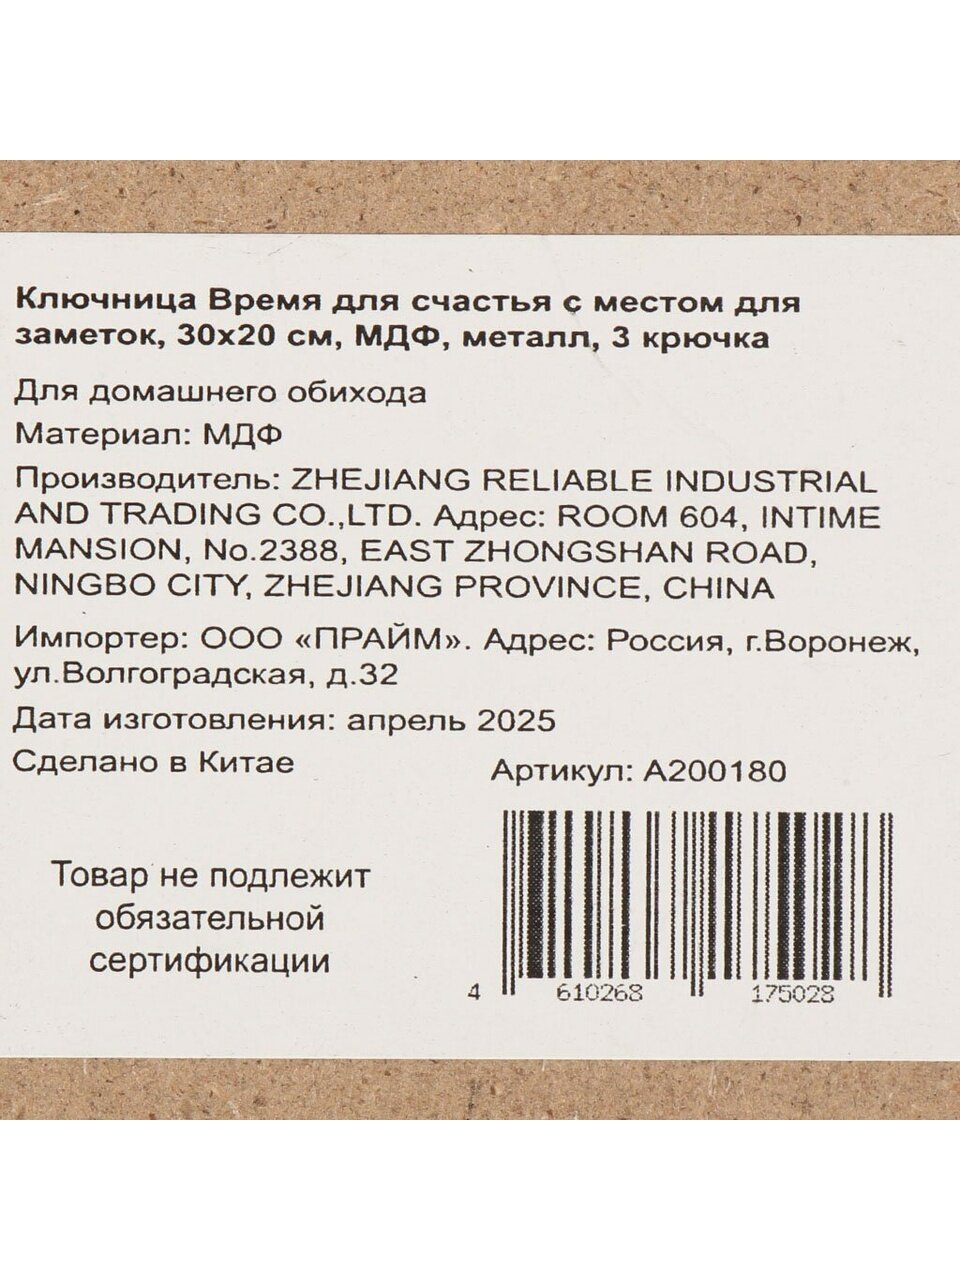 Ключница Время для счастья с местом для
заметок, 30х20 см, МДФ, металл, 3 крючка
Для домашнего обихода
Материал: МДФ
Производитель: ZHEJIANG RELIABLE INDUSTRIAL
AND TRADING CO.,LTD. Адрес: ROOM 604, INTIME
MANSION, No.2388, EAST ZHONGSHAN ROAD,
NINGBO CITY, ZHEJIANG PROVINCE, CHINA
Импортер: ООО «ПРАЙМ». Адрес: Россия, г.Воронеж,
ул.Волгоградская, д.32
Дата изготовления: апрель 2025
Сделано в Китае
Артикул: A200180
Товар не подлежит
обязательной
сертификации
4 610268 175028